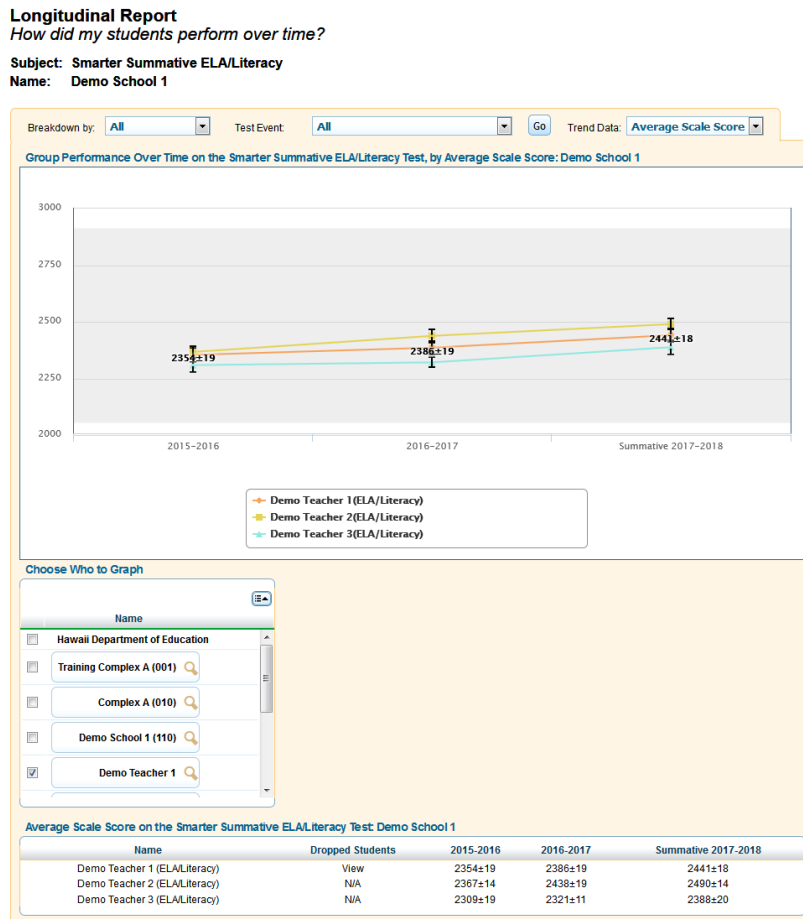 Longitudinal Report
How did my students perform over time?
Subject: Smarter Summative ELA/Literacy
Name: Demo School 1
Breakdown by: All Test Event: All Go Trend Data: Average Scale Score
Group Performance Over Time on the Smarter Summative ELA/Literacy Test, by Average Scale Score: Demo School 1
3000
2750
2500
2250
2000
2354±19 2386±19 2441±18
2015-2016 2016-2017 Summative 2017-2018
Demo Teacher 1(ELA/Literacy)
Demo Teacher 2(ELA/Literacy)
Demo Teacher 3(ELA/Literacy)
Choose Who to Graph
Name
Hawaii Department of Education
Training Complex A (001)
Complex A (010)
Demo School 1 (110)
Demo Teacher 1
Average Scale Score on the Smarter Summative ELA/Literacy Test: Demo School 1
Name Dropped Students 2015-2016 2016-2017 Summative 2017-2018
Demo Teacher 1 (ELA/Literacy) View 2354±19 2386±19 2441±18
Demo Teacher 2 (ELA/Literacy) N/A 2367±14 2438±19 2490±14
Demo Teacher 3 (ELA/Literacy) N/A 2309±19 2321±11 2388±20